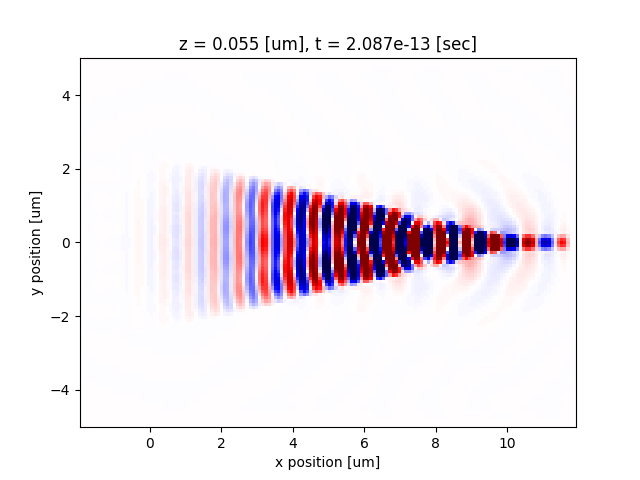 z = 0.055 [um], t = 2.087e-13 [sec]
4
2
0
−2
−4
y position [um]
0 2 4 6 8 10
x position [um]